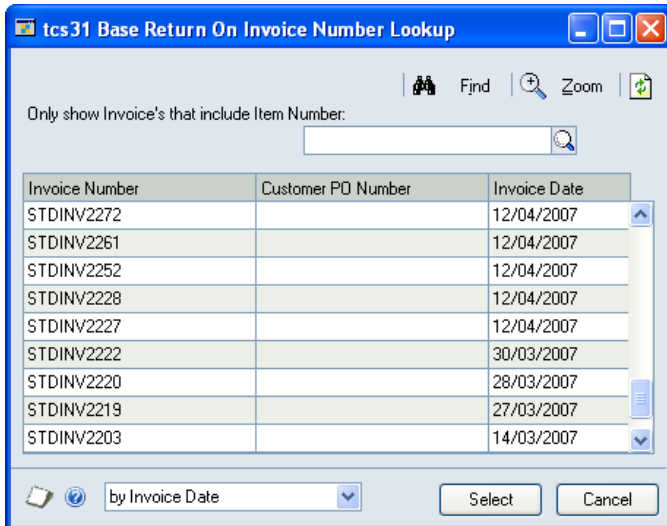 tcs31 Base Return On Invoice Number Lookup
Find Zoom
Only show Invoice's that include Item Number:
Invoice Number Customer PO Number Invoice Date
STDINV2272 12/04/2007
STDINV2261 12/04/2007
STDINV2252 12/04/2007
STDINV2228 12/04/2007
STDINV2227 12/04/2007
STDINV2222 30/03/2007
STDINV2220 28/03/2007
STDINV2219 27/03/2007
STDINV2203 14/03/2007
by Invoice Date Select Cancel